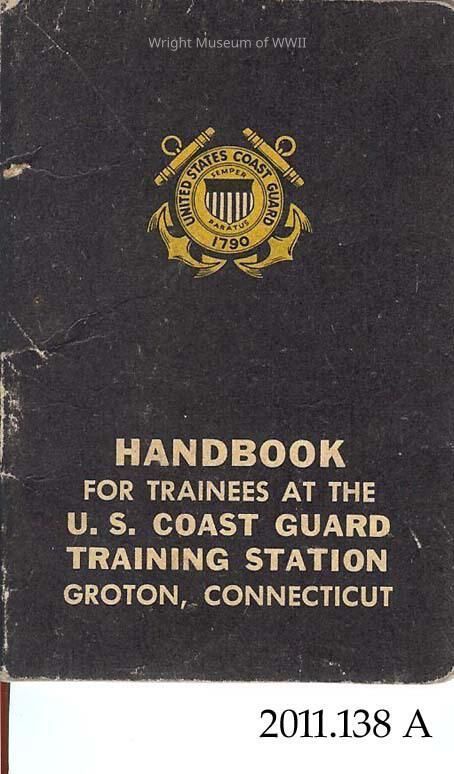 Wright Museum of WWII
UNITED STATES COAST GUARD
SEMPER
PARATUS
1790
HANDBOOK
FOR TRAINEES AT THE
U. S. COAST GUARD
TRAINING STATION
GROTON, CONNECTICUT
2011.138 A